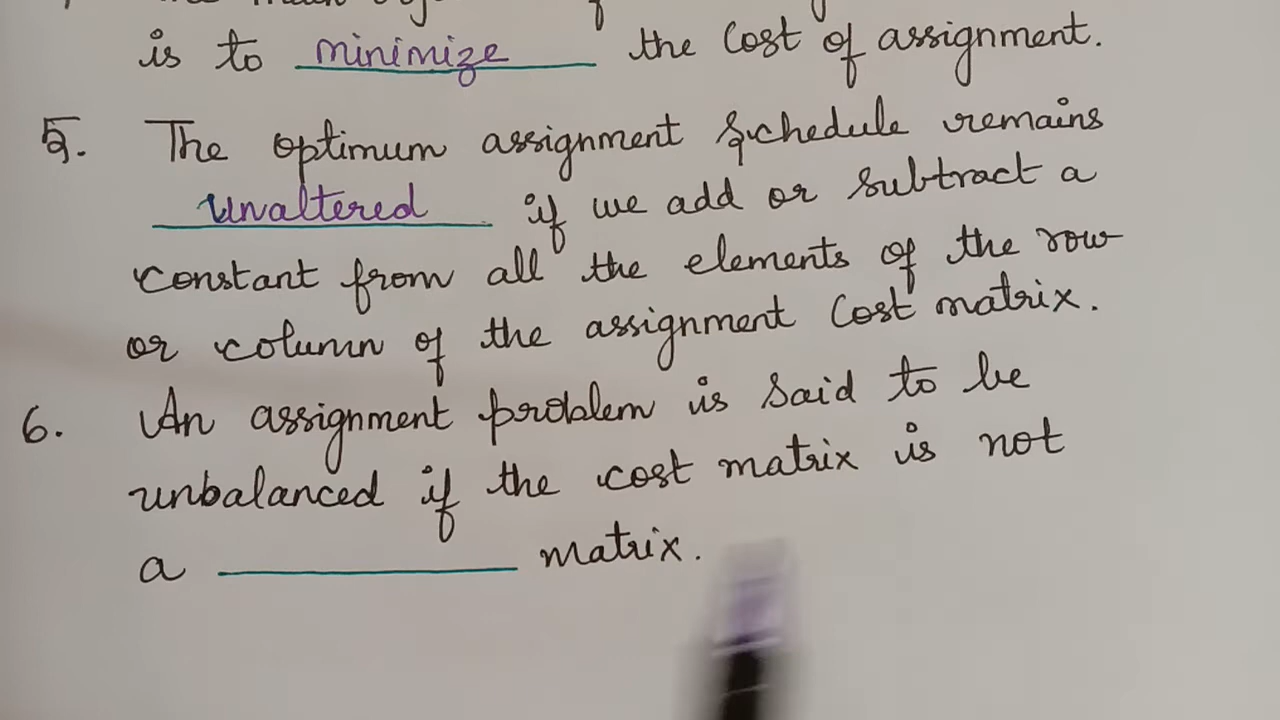 is to minimize the Cost of assignment.
5. The optimum assignment schedule remains
unaltered if we add or subtract a
constant from all the elements of the row
or column of the assignment Cost matrix.
6. An assignment problem is said to be
unbalanced if the cost matrix is not
a __________ matrix.